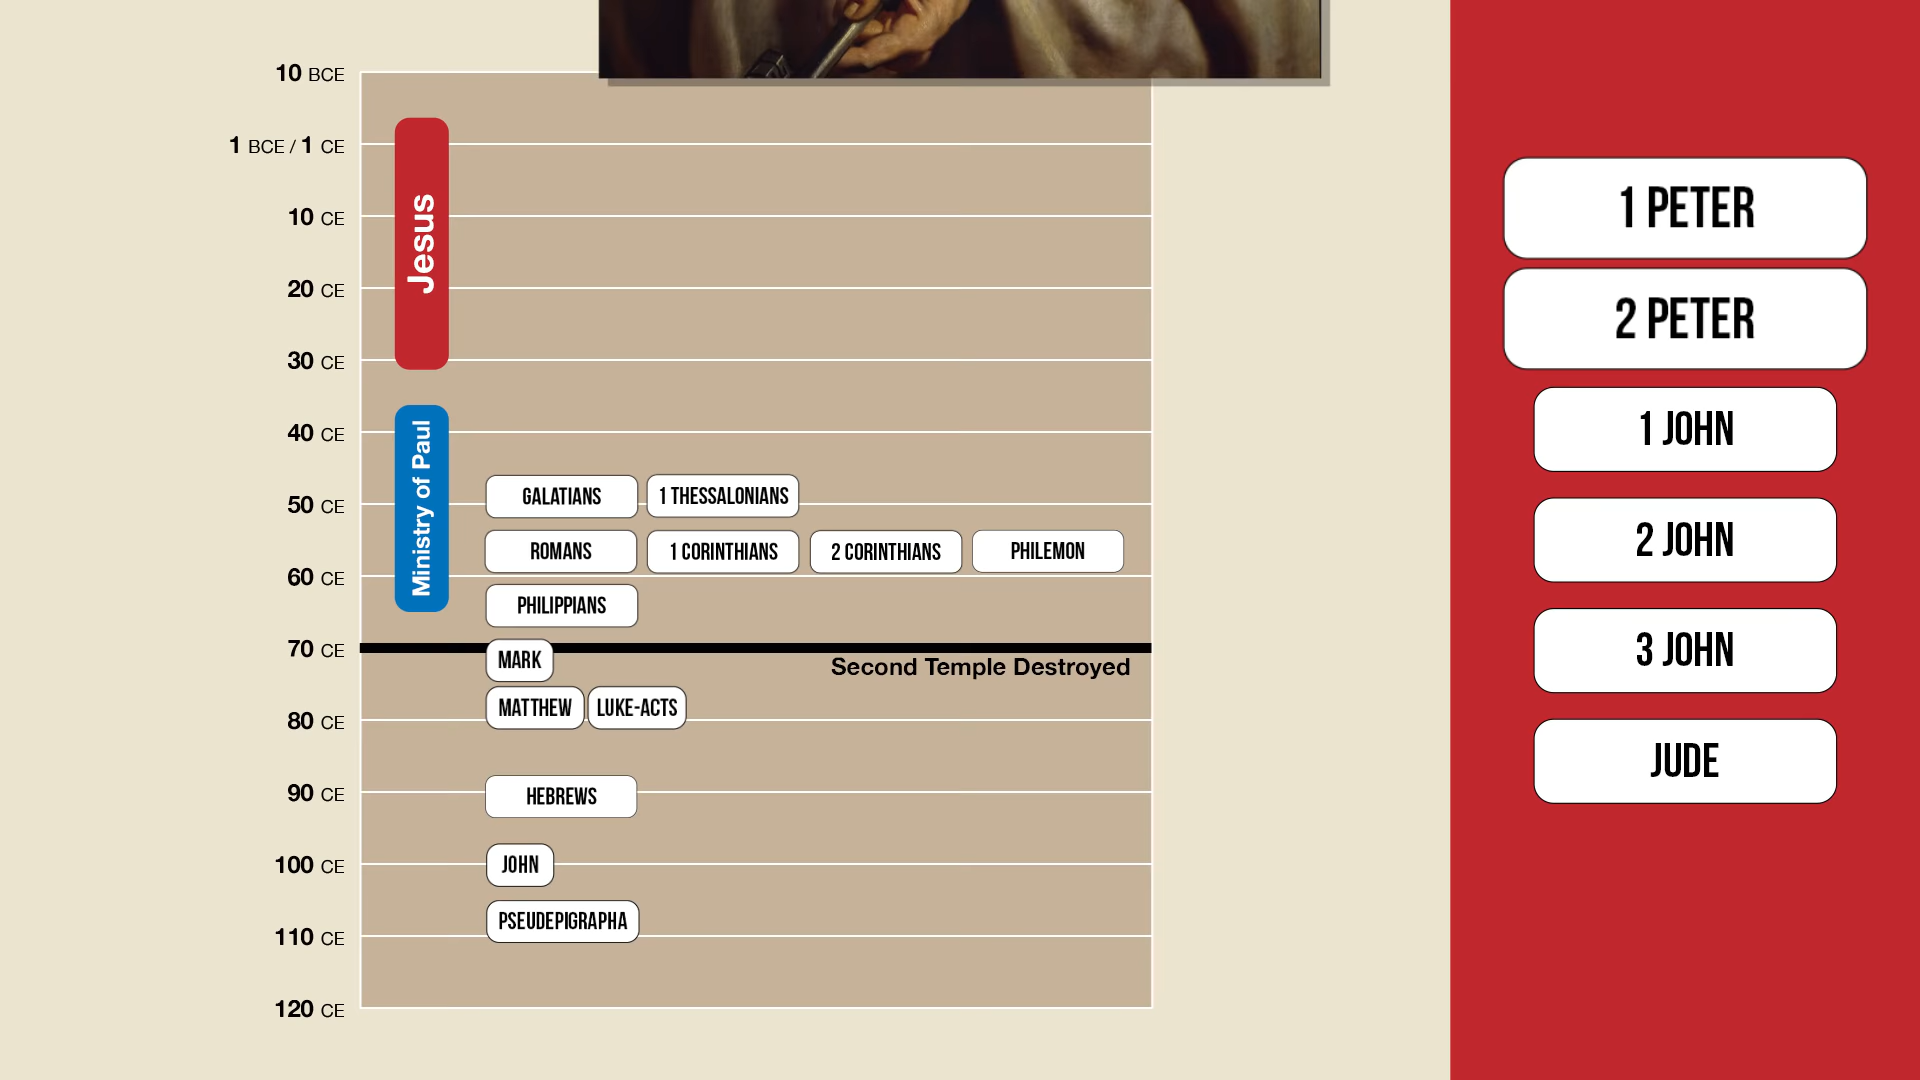 10 BCE
1 BCE / 1 CE
10 CE
20 CE
30 CE
40 CE
50 CE
60 CE
70 CE
80 CE
90 CE
100 CE
110 CE
120 CE
Jesus
Ministry of Paul
GALATIANS 1 THESSALONIANS
ROMANS 1 CORINTHIANS 2 CORINTHIANS PHILEMON
PHILIPPIANS
MARK
Second Temple Destroyed
MATTHEW LUKE-ACTS
HEBREWS
JOHN
PSEUDEPIGRAPHA
1 PETER
2 PETER
1 JOHN
2 JOHN
3 JOHN
JUDE